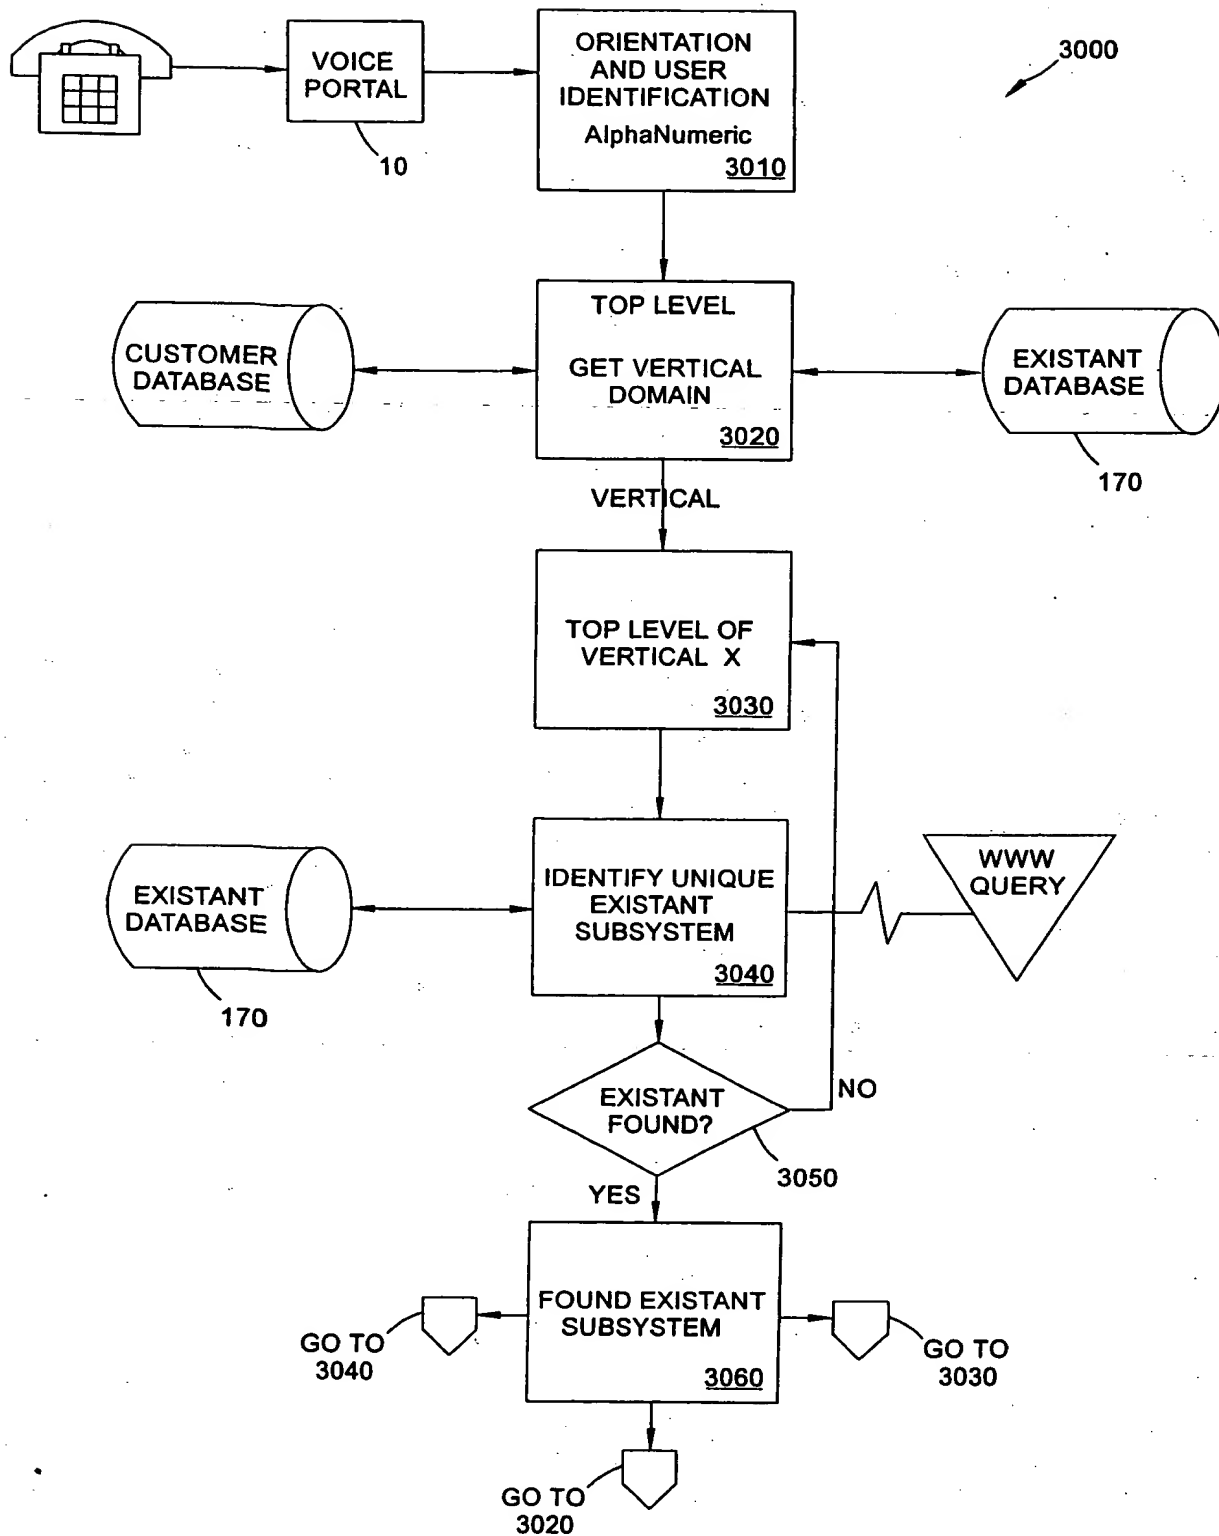 VOICE
PORTAL
10
ORIENTATION
AND USER
IDENTIFICATION
AlphaNumeric
3010
3000
CUSTOMER
DATABASE
TOP LEVEL
GET VERTICAL
DOMAIN
3020
EXISTANT
DATABASE
170
VERTICAL
TOP LEVEL OF
VERTICAL X
3030
EXISTANT
DATABASE
170
IDENTIFY UNIQUE
EXISTANT
SUBSYSTEM
3040
WWW
QUERY
EXISTANT
FOUND?
NO
3050
YES
FOUND EXISTANT
SUBSYSTEM
3060
GO TO
3040
GO TO
3030
GO TO
3020